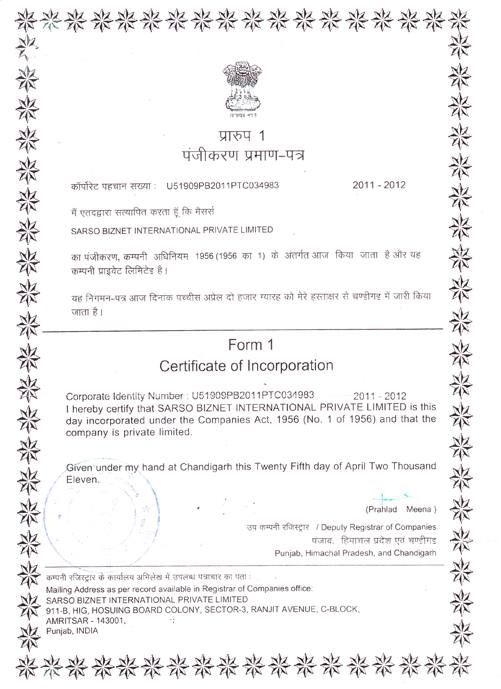 प्रारुप 1
पंजीकरण प्रमाण-पत्र
कॉर्पोरेट पहचान सख्या : U51909PB2011PTC034983 2011 - 2012
मैं एतदद्वारा सत्यापित करता हूँ कि मैसर्स
SARSO BIZNET INTERNATIONAL PRIVATE LIMITED
का पंजीकरण, कम्पनी अधिनियम 1956 (1956 का 1) के अंतर्गत आज किया जाता है और यह
कम्पनी प्राइवेट लिमिटेड है।
यह निगमन-पत्र आज दिनांक पच्चीस अप्रेल दो हजार ग्यारह को मेरे हस्ताक्षर से चण्डीगढ में जारी किया
जाता है।
Form 1
Certificate of Incorporation
Corporate Identity Number : U51909PB2011PTC034983 2011 - 2012
I hereby certify that SARSO BIZNET INTERNATIONAL PRIVATE LIMITED is this
day incorporated under the Companies Act, 1956 (No. 1 of 1956) and that the
company is private limited.
Given under my hand at Chandigarh this Twenty Fifth day of April Two Thousand
Eleven.
(Prahlad Meena )
उप कम्पनी रजिस्ट्रार / Deputy Registrar of Companies
पंजाब, हिमाचल प्रदेश एवं चण्डीगढ
Punjab, Himachal Pradesh, and Chandigarh
कम्पनी रजिस्ट्रार के कार्यालय अभिलेख में उपलब्ध पत्राचार का पता :
Mailing Address as per record available in Registrar of Companies office:
SARSO BIZNET INTERNATIONAL PRIVATE LIMITED
911-B, HIG, HOSUING BOARD COLONY, SECTOR-3, RANJIT AVENUE, C-BLOCK,
AMRITSAR - 143001,
Punjab, INDIA